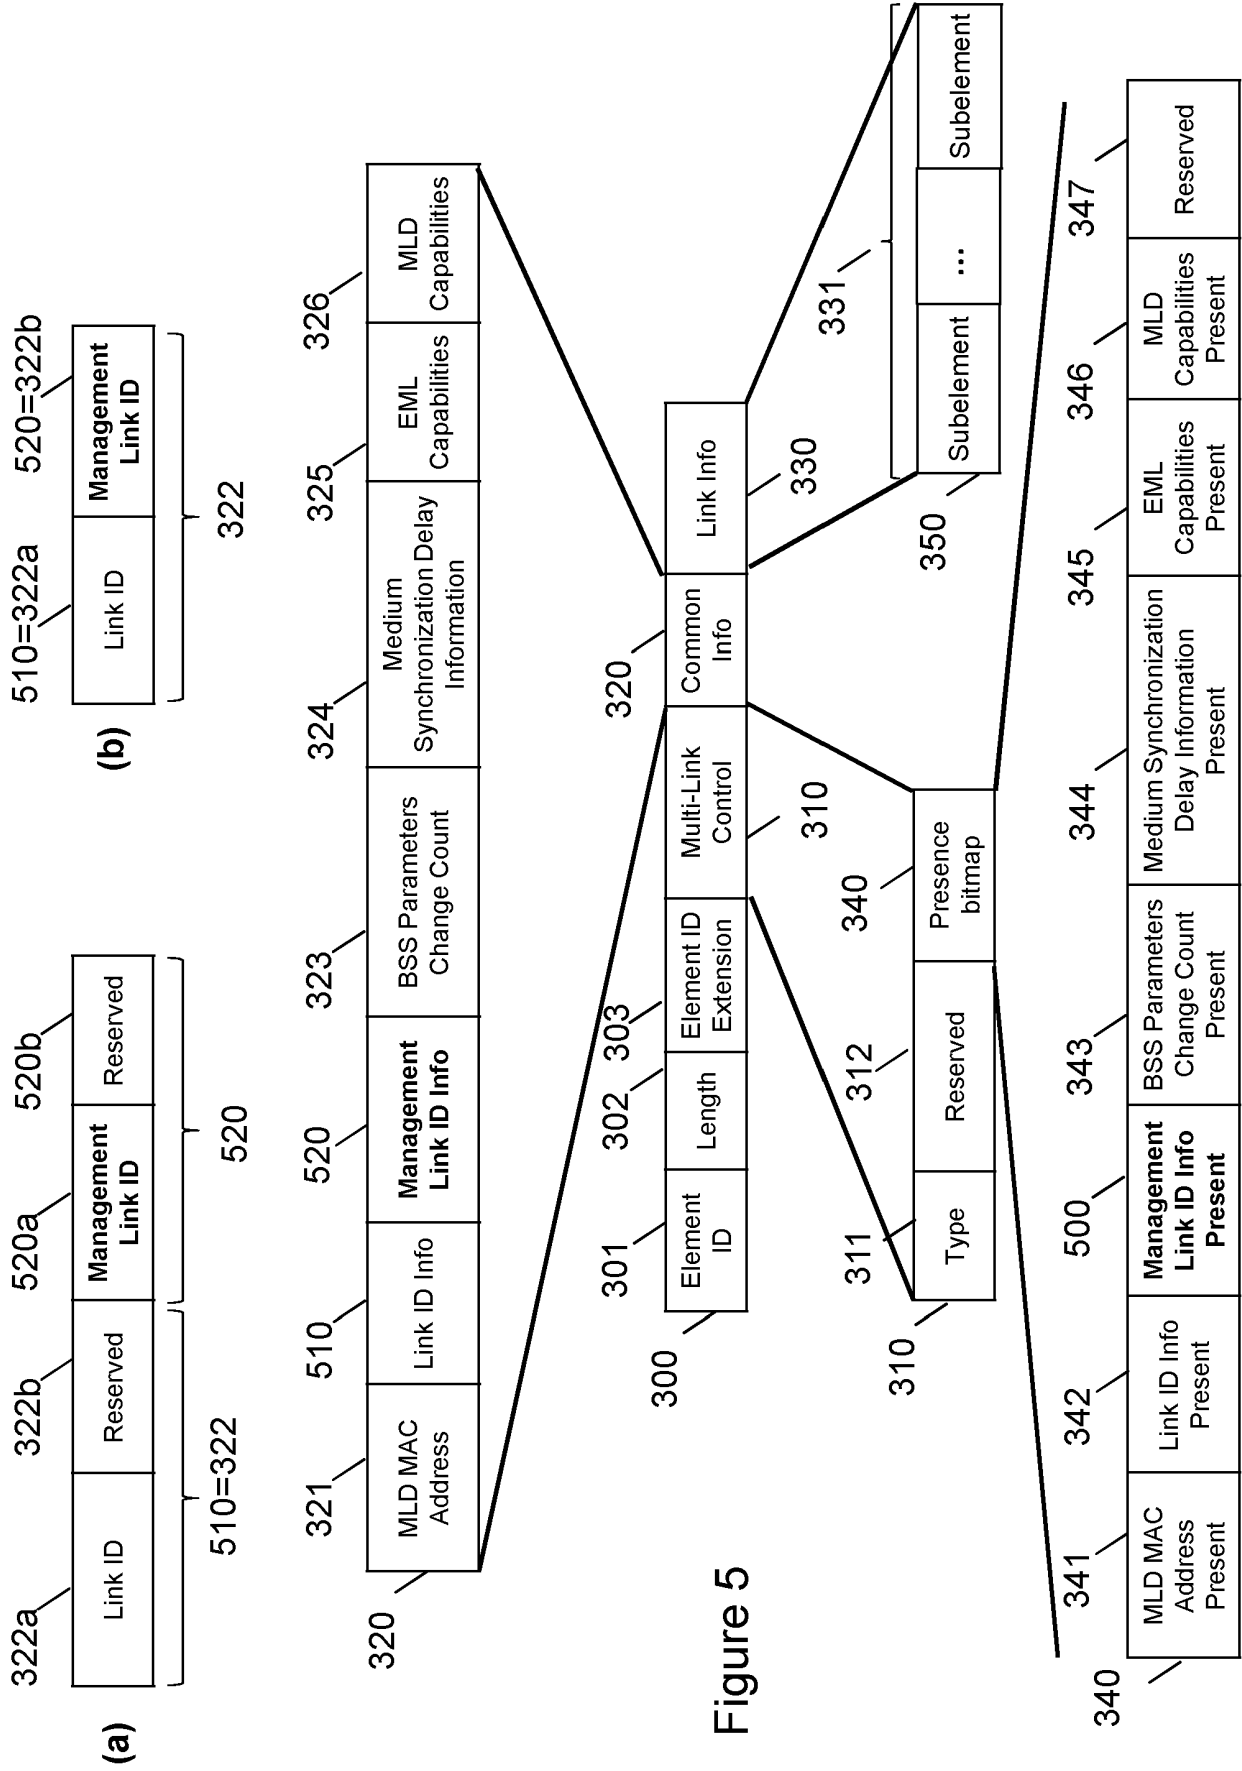 322a
322b
520a
520b
510=322a
520=322b
(a)
Link ID
Reserved
Management
Link ID
Reserved
(b)
Link ID
Management
Link ID
510=322
520
322
321
510
520
323
324
325
326
320
MLD MAC
Address
Link ID Info
Management
Link ID Info
BSS Parameters
Change Count
Medium
Synchronization Delay
Information
EML
Capabilities
MLD
Capabilities
301
302
303
320
300
Element
ID
Length
Element ID
Extension
Multi-Link
Control
Common
Info
Link Info
310
330
331
311
312
340
310
Type
Reserved
Presence
bitmap
350
Subelement
...
Subelement
341
342
500
343
344
345
346
347
340
MLD MAC
Address
Present
Link ID Info
Present
Management
Link ID Info
Present
BSS Parameters
Change Count
Present
Medium Synchronization
Delay Information
Present
EML
Capabilities
Present
MLD
Capabilities
Present
Reserved
Figure 5